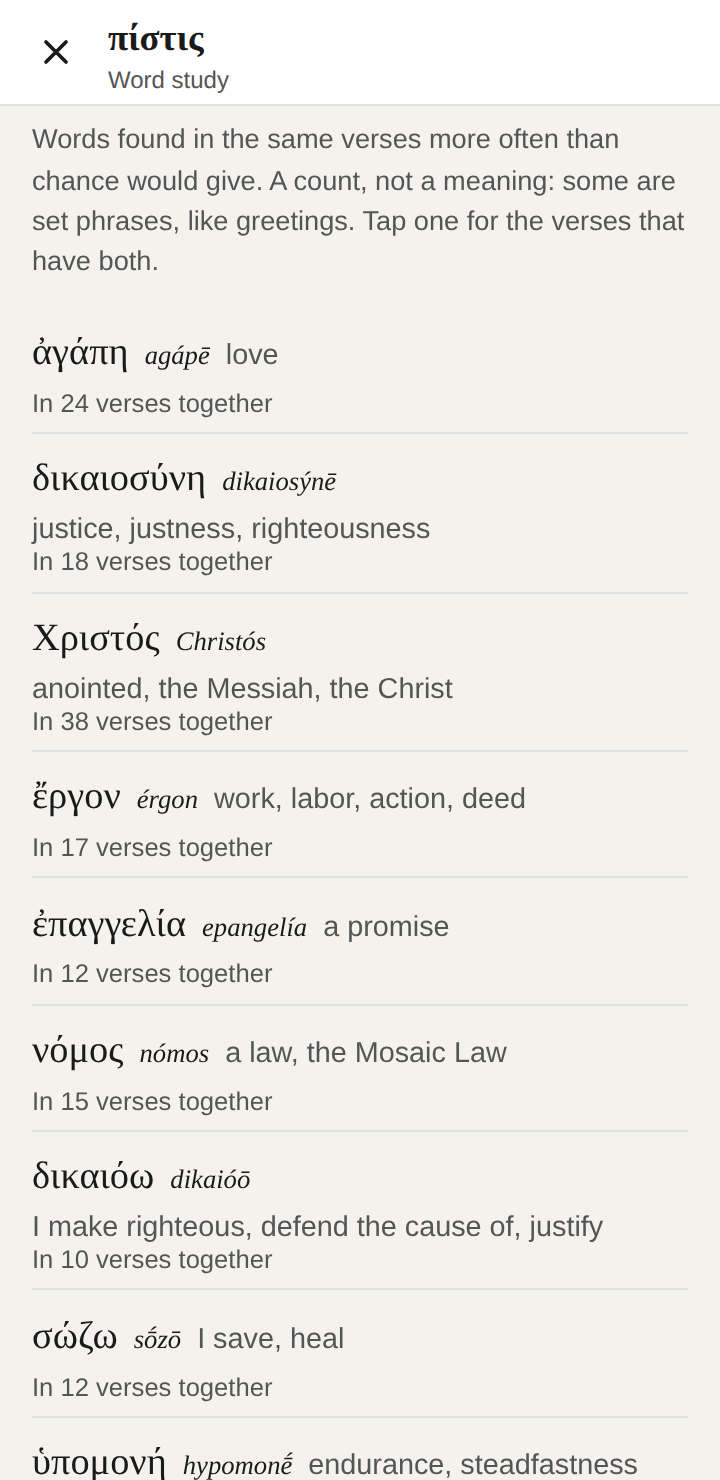 πίστις
Word study
Words found in the same verses more often than
chance would give. A count, not a meaning: some are
set phrases, like greetings. Tap one for the verses that
have both.
ἀγάπη agápē love
In 24 verses together
δικαιοσύνη dikaiosýnē
justice, justness, righteousness
In 18 verses together
Χριστός Christós
anointed, the Messiah, the Christ
In 38 verses together
ἔργον érgon work, labor, action, deed
In 17 verses together
ἐπαγγελία epangelía a promise
In 12 verses together
νόμος nómos a law, the Mosaic Law
In 15 verses together
δικαιόω dikaióō
I make righteous, defend the cause of, justify
In 10 verses together
σώζω sṓzō I save, heal
In 12 verses together
ὑπομονή hypomonḗ endurance, steadfastness